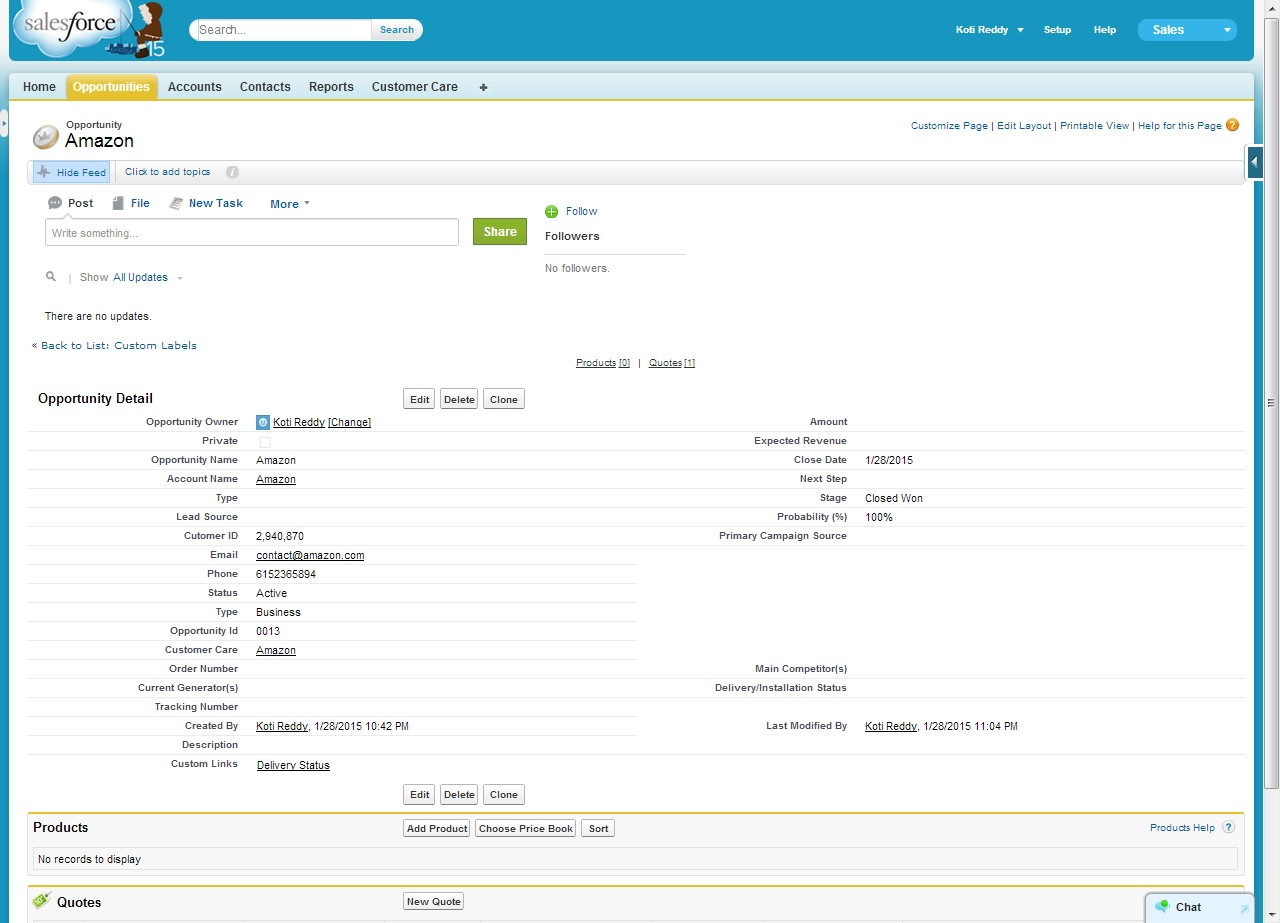 salesforce 15 Search... Search Koti Reddy Setup Help Sales
Home Opportunities Accounts Contacts Reports Customer Care
Opportunity
Amazon
Customize Page | Edit Layout | Printable View | Help for this Page ?
Hide Feed Click to add topics i
Post File New Task More
Write something... Share
Follow
Followers
No followers.
Show All Updates
There are no updates.
« Back to List: Custom Labels
Products [0] | Quotes [1]
Opportunity Detail Edit Delete Clone
Opportunity Owner Koti Reddy [Change] Amount
Private Expected Revenue
Opportunity Name Amazon Close Date 1/28/2015
Account Name Amazon Next Step
Type Stage Closed Won
Lead Source Probability (%) 100%
Cutomer ID 2,940,870 Primary Campaign Source
Email contact@amazon.com
Phone 6152365894
Status Active
Type Business
Opportunity Id 0013
Customer Care Amazon
Order Number Main Competitor(s)
Current Generator(s) Delivery/Installation Status
Tracking Number
Created By Koti Reddy, 1/28/2015 10:42 PM Last Modified By Koti Reddy, 1/28/2015 11:04 PM
Description
Custom Links Delivery Status
Edit Delete Clone
Products Add Product Choose Price Book Sort Products Help ?
No records to display
Quotes New Quote
Chat